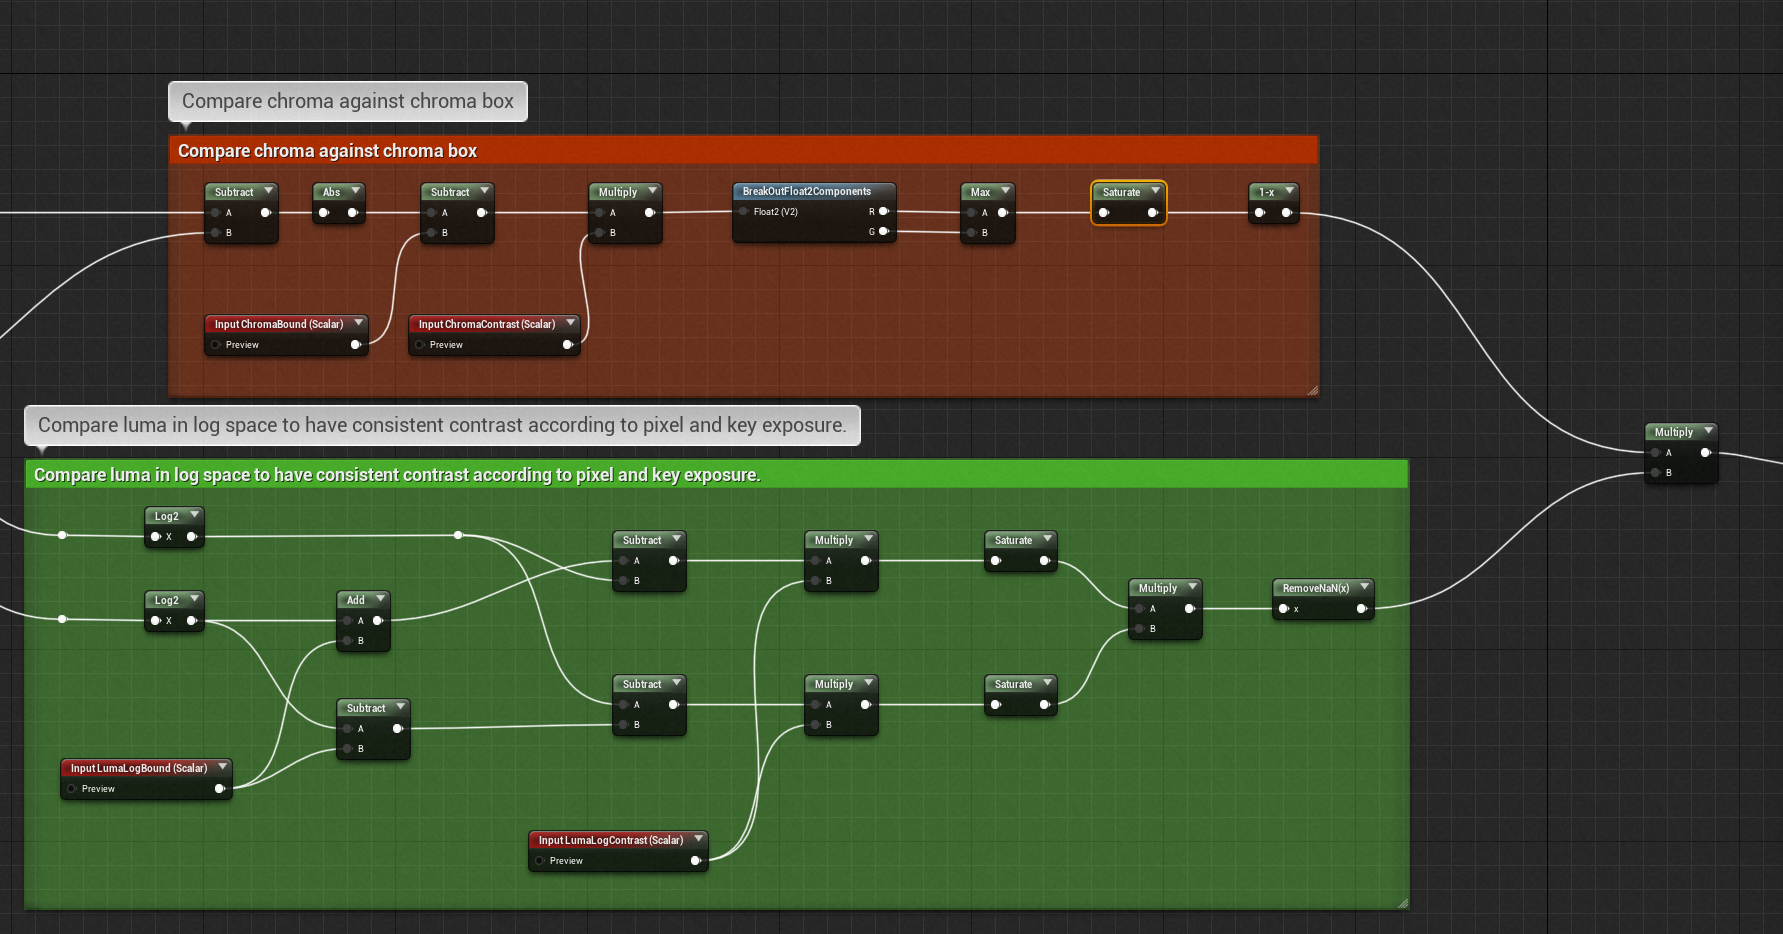 Compare chroma against chroma box
Compare chroma against chroma box
Subtract
A
B
Abs
Subtract
A
B
Multiply
A
B
BreakOutFloat2Components
Float2 (V2)
R
G
Max
A
B
Saturate
1-x
Input ChromaBound (Scalar)
Preview
Input ChromaContrast (Scalar)
Preview
Compare luma in log space to have consistent contrast according to pixel and key exposure.
Multiply
A
B
Compare luma in log space to have consistent contrast according to pixel and key exposure.
Log2
X
Subtract
A
B
Multiply
A
B
Saturate
Log2
X
Add
A
B
Multiply
A
B
RemoveNaN(x)
x
Subtract
A
B
Subtract
A
B
Multiply
A
B
Saturate
Input LumaLogBound (Scalar)
Preview
Input LumaLogContrast (Scalar)
Preview